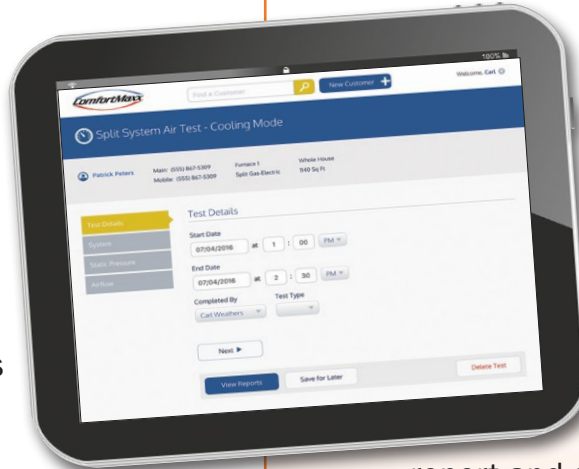 100%
ComfortMaxx
Find a Customer
New Customer +
Welcome, Carl
Split System Air Test - Cooling Mode
Patrick Peters
Main: (555) 867-5309
Mobile: (555) 867-5309
Furnace 1
Split Gas-Electric
Whole House
940 Sq Ft
Test Details
System
Static Pressure
Airflow
Test Details
Start Date
07/04/2016 at 1 : 00 PM
End Date
07/04/2016 at 2 : 30 PM
Completed By Test Type
Carl Weathers
Next
View Reports Save for Later Delete Test
s
report and